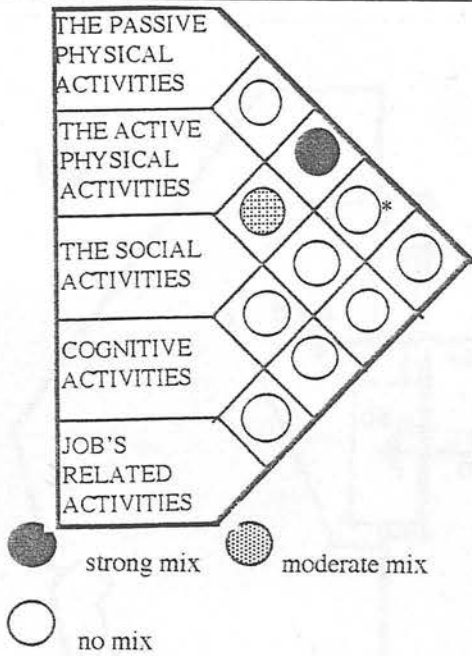 THE PASSIVE
PHYSICAL
ACTIVITIES
THE ACTIVE
PHYSICAL
ACTIVITIES
*
THE SOCIAL
ACTIVITIES
COGNITIVE
ACTIVITIES
JOB'S
RELATED
ACTIVITIES
strong mix
moderate mix
no mix